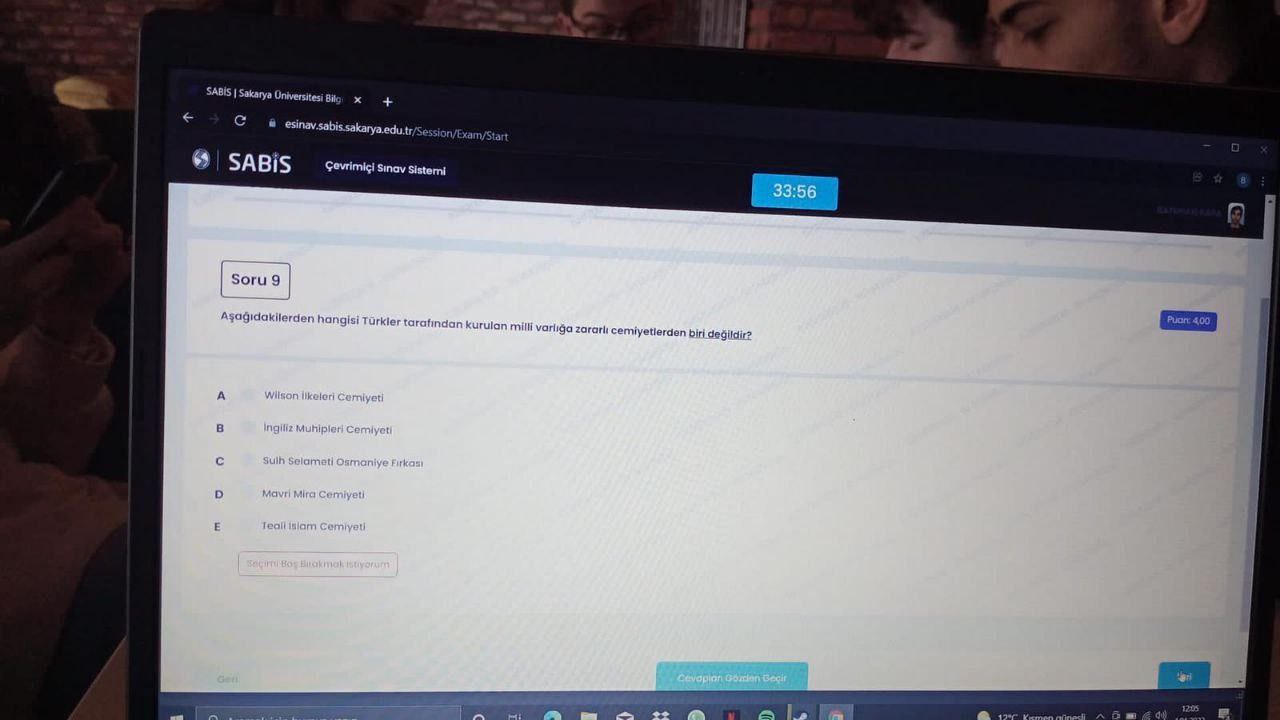 SABİS | Sakarya Üniversitesi Bilg
esinav.sabis.sakarya.edu.tr/Session/Exam/Start
SABİS
Çevrimiçi Sınav Sistemi
33:56
B
Soru 9
Aşağıdakilerden hangisi Türkler tarafından kurulan milli varlığa zararlı cemiyetlerden biri değildir?
Puan: 4,00
A Wilson İlkeleri Cemiyeti
B İngiliz Muhipleri Cemiyeti
C Sulh Selameti Osmaniye Fırkası
D Mavri Mira Cemiyeti
E Teali İslam Cemiyeti
Seçimi Boş Bırakmak İstiyorum
Geri
Cevapları Gözden Geçir
İleri
12°C Kısmen güneşli
12:05